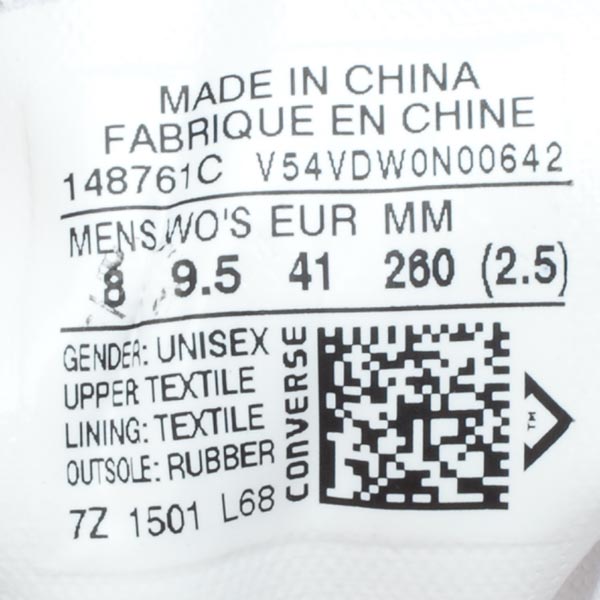 MADE IN CHINA
FABRIQUE EN CHINE
148761C V54VDW0N00642
MENS WO'S EUR MM
8 9.5 41 260 (2.5)
GENDER: UNISEX
UPPER TEXTILE
LINING: TEXTILE
OUTSOLE: RUBBER
7Z 1501 L68
CONVERSE
TM